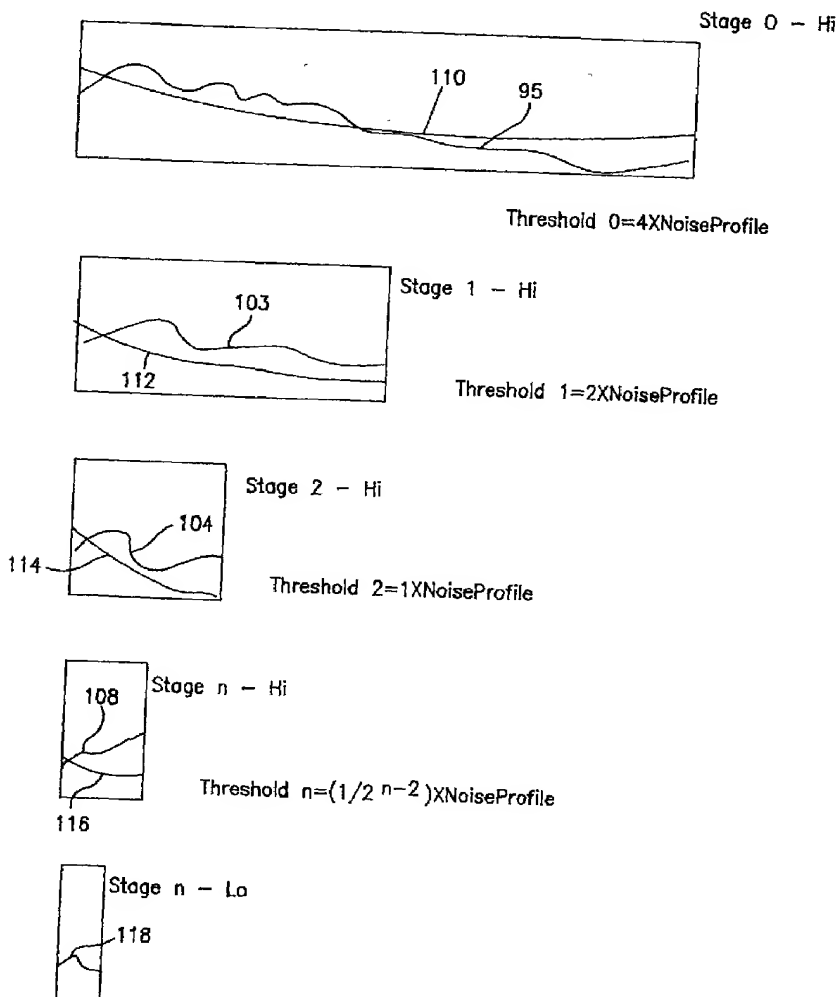 Stage 0 - Hi
110
95
Threshold 0=4XNoiseProfile
Stage 1 - Hi
103
112
Threshold 1=2XNoiseProfile
Stage 2 - Hi
104
114
Threshold 2=1XNoiseProfile
Stage n - Hi
108
Threshold n=(1/2 n-2)XNoiseProfile
116
Stage n - Lo
118